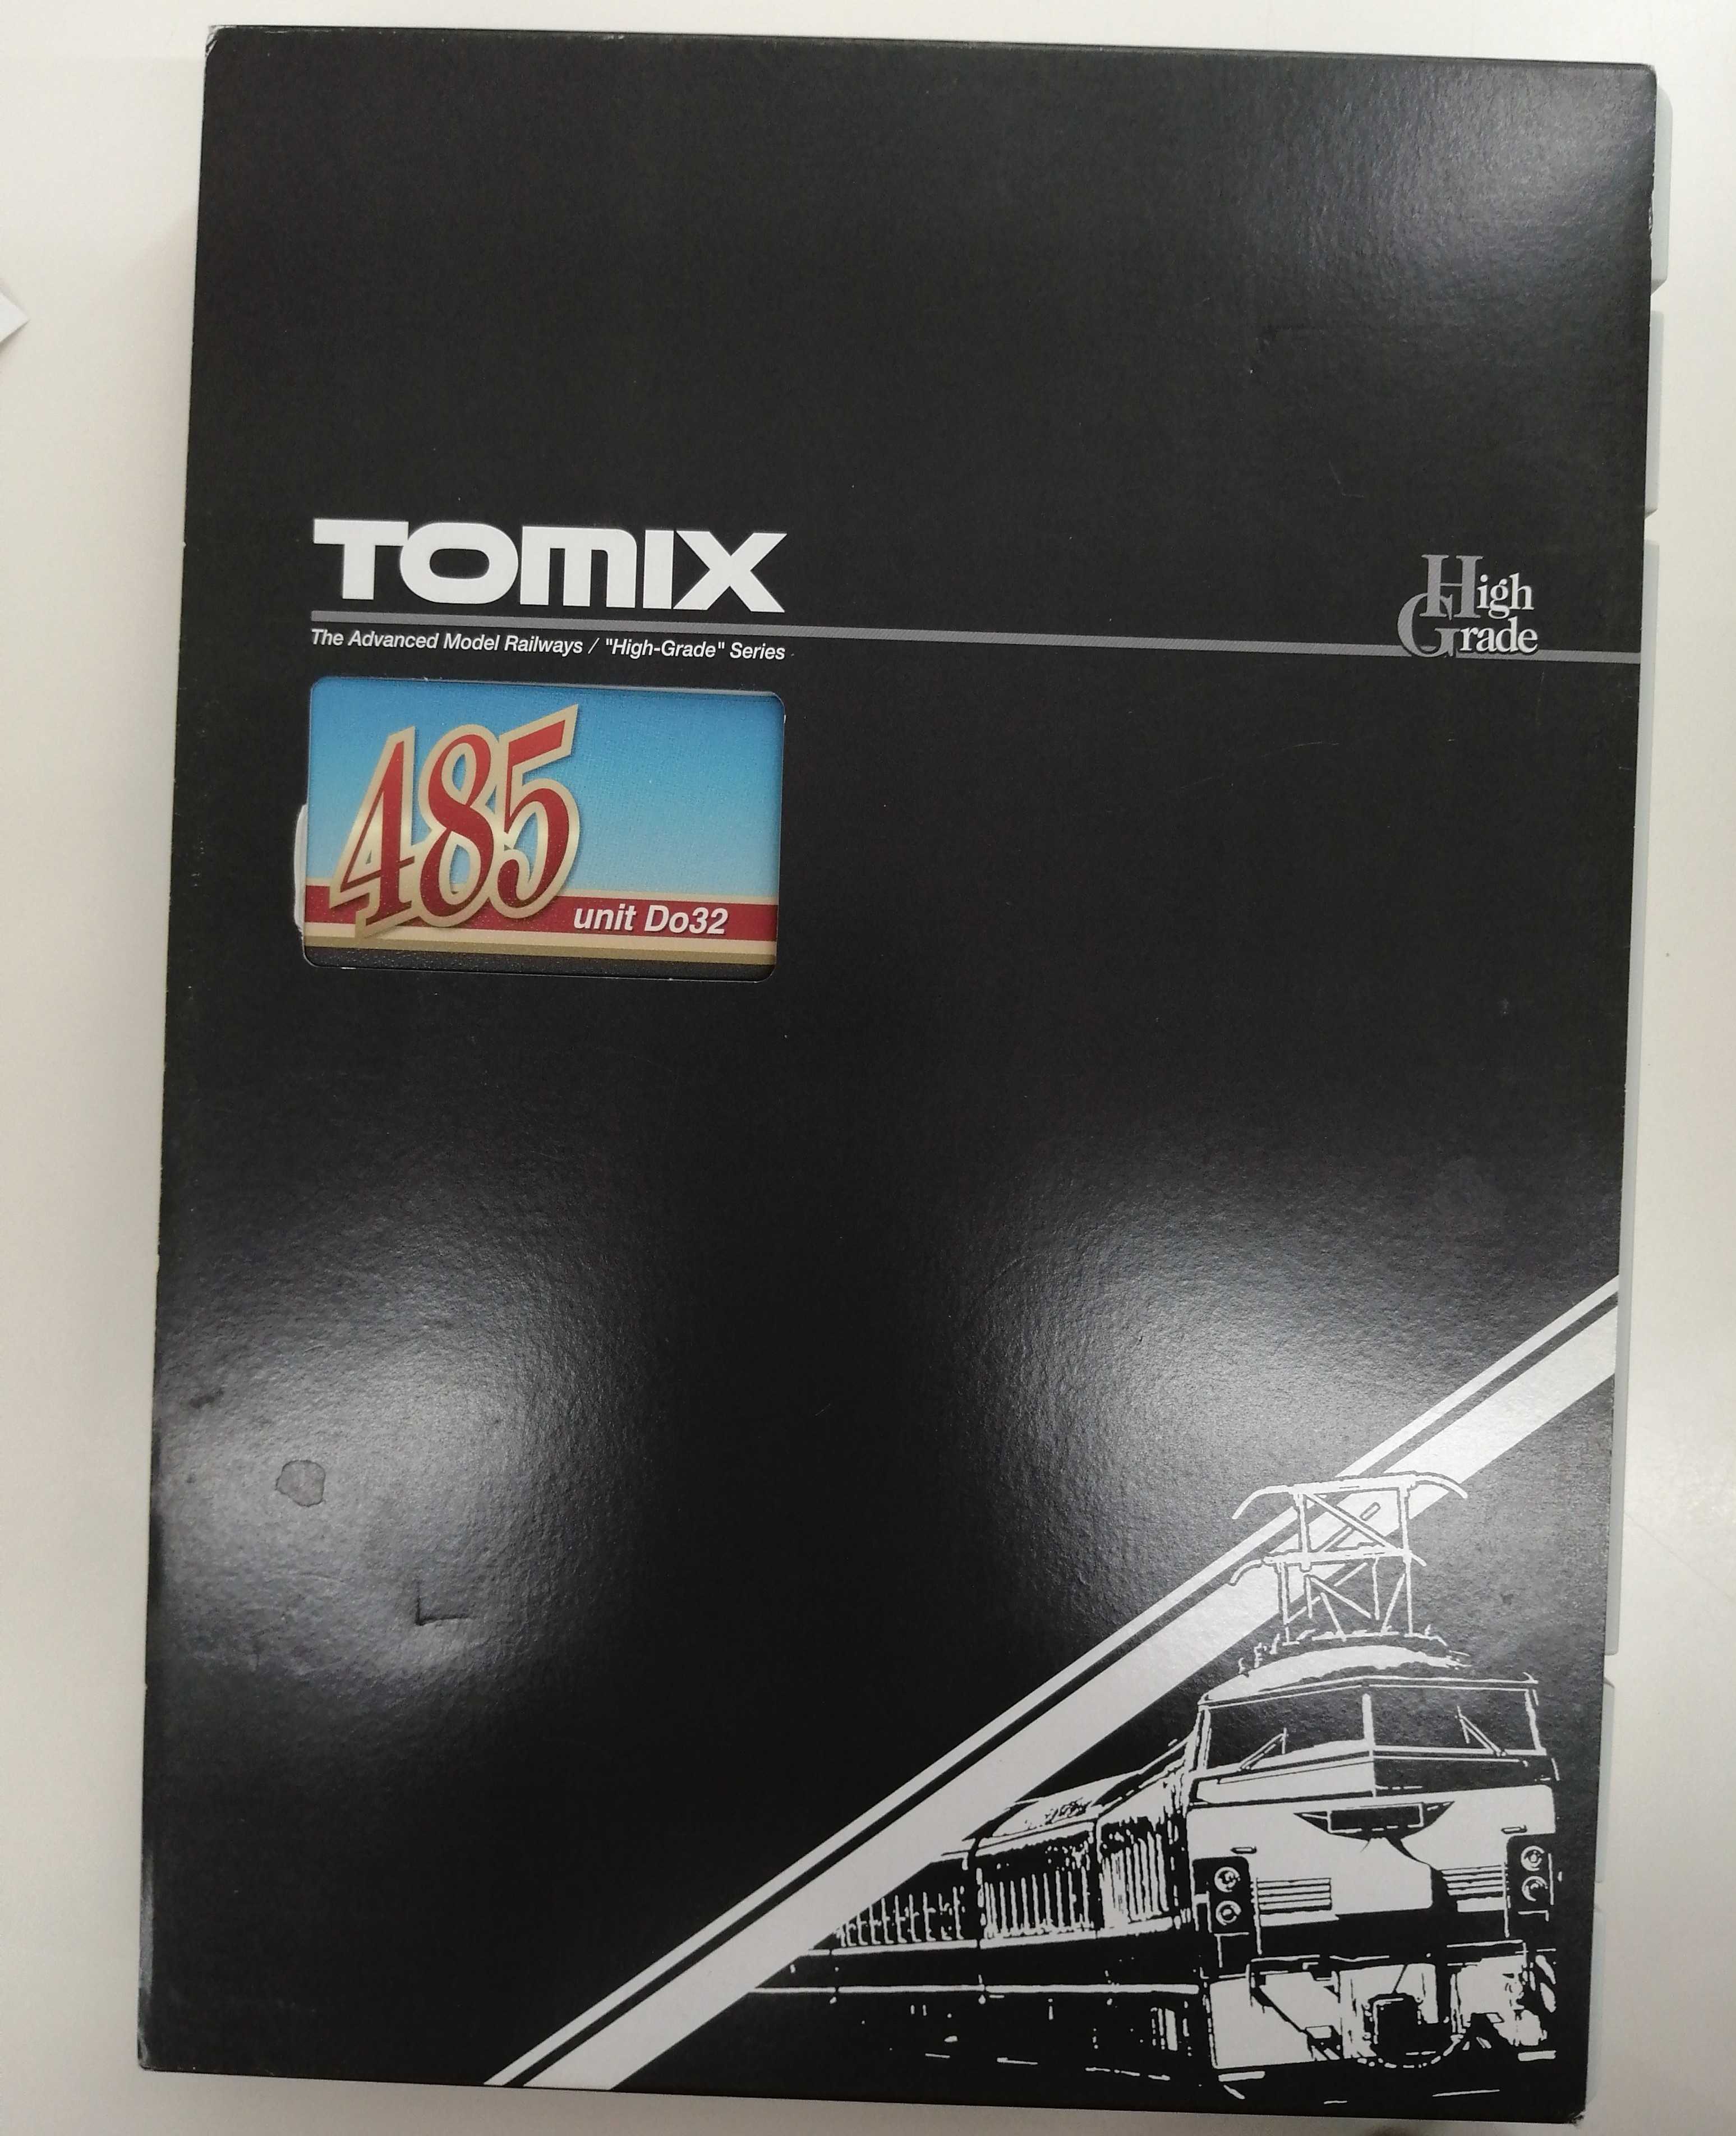 TOMIX
High
Grade
The Advanced Model Railways / "High-Grade" Series
485
unit Do32